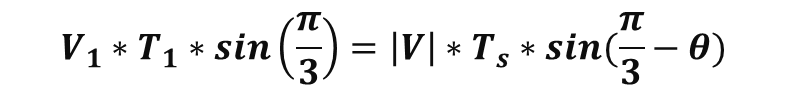 V₁ * T₁ * sin(π/3) = |V| * Tₛ * sin(π/3 − θ)